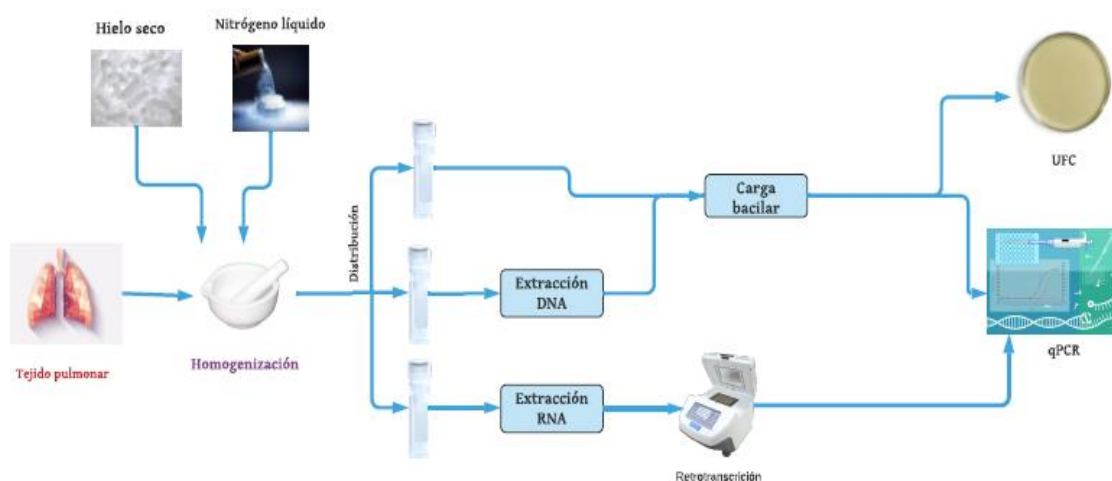 Hielo seco
Nitrógeno líquido
UFC
Distribución
Carga
bacilar
Extracción
DNA
Tejido pulmonar
Homogenización
qPCR
Extracción
RNA
Retrotranscrición